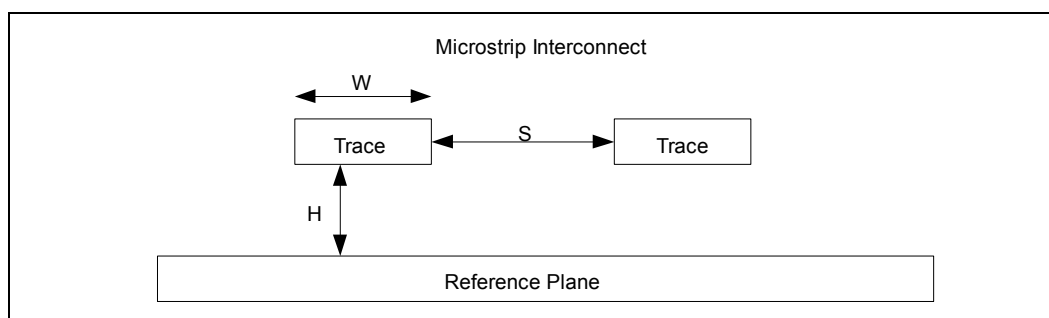 Microstrip Interconnect
W
Trace
S
Trace
H
Reference Plane